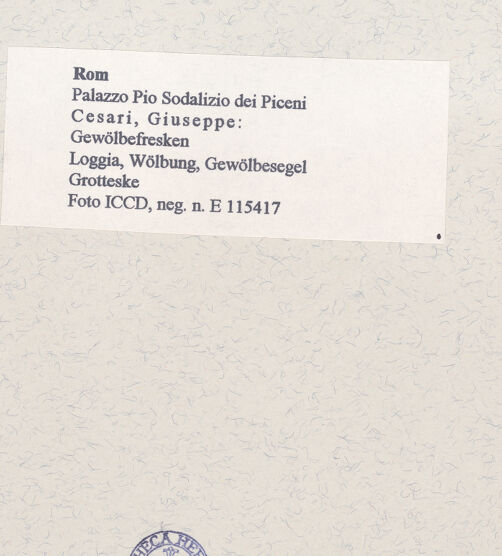 Rom
Palazzo Pio Sodalizio dei Piceni
Cesari, Giuseppe:
Gewölbefresken
Loggia, Wölbung, Gewölbesegel
Grotteske
Foto ICCD, neg. n. E 115417